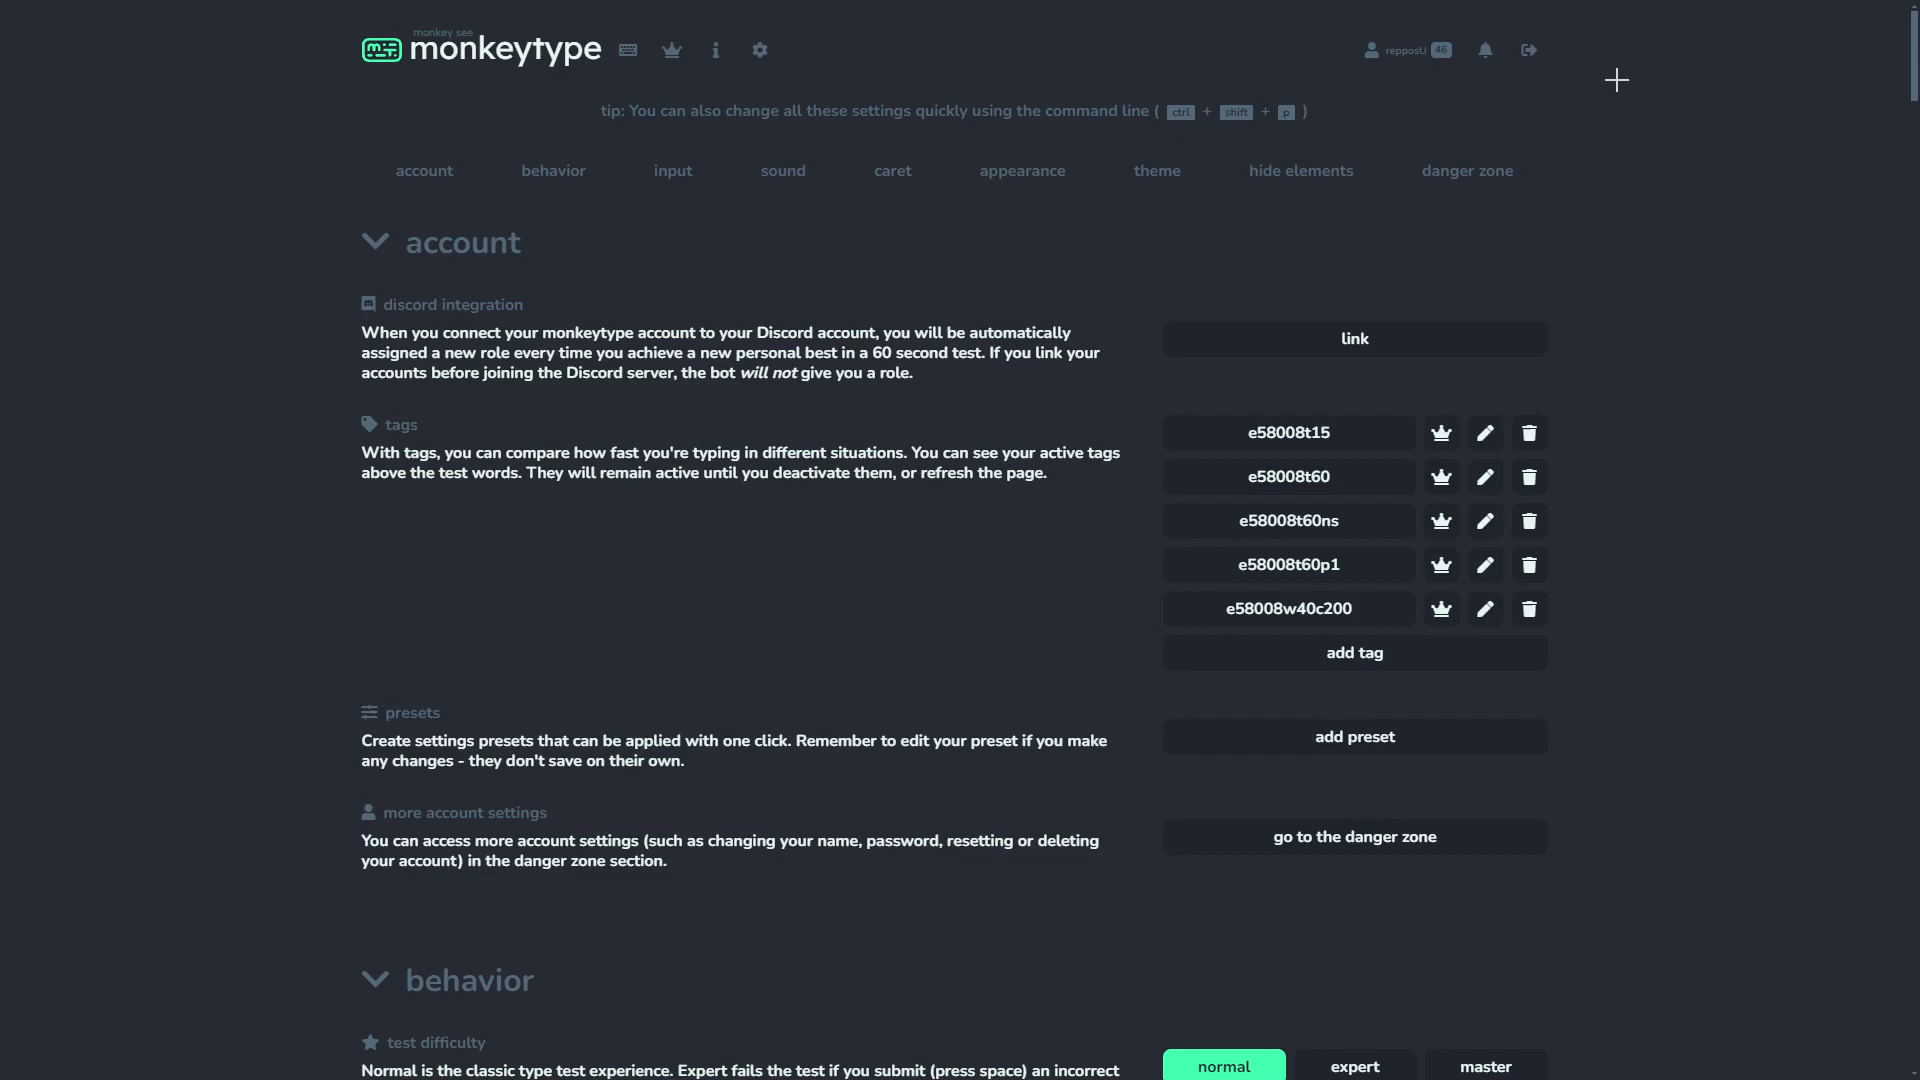 monkey see
monkeytype
repposU 46
tip: You can also change all these settings quickly using the command line ( ctrl + shift + p )
account behavior input sound caret appearance theme hide elements danger zone
account
discord integration
When you connect your monkeytype account to your Discord account, you will be automatically
assigned a new role every time you achieve a new personal best in a 60 second test. If you link your
accounts before joining the Discord server, the bot will not give you a role.
link
tags
With tags, you can compare how fast you're typing in different situations. You can see your active tags
above the test words. They will remain active until you deactivate them, or refresh the page.
e58008t15
e58008t60
e58008t60ns
e58008t60p1
e58008w40c200
add tag
presets
Create settings presets that can be applied with one click. Remember to edit your preset if you make
any changes - they don't save on their own.
add preset
more account settings
You can access more account settings (such as changing your name, password, resetting or deleting
your account) in the danger zone section.
go to the danger zone
behavior
test difficulty
Normal is the classic type test experience. Expert fails the test if you submit (press space) an incorrect
normal expert master